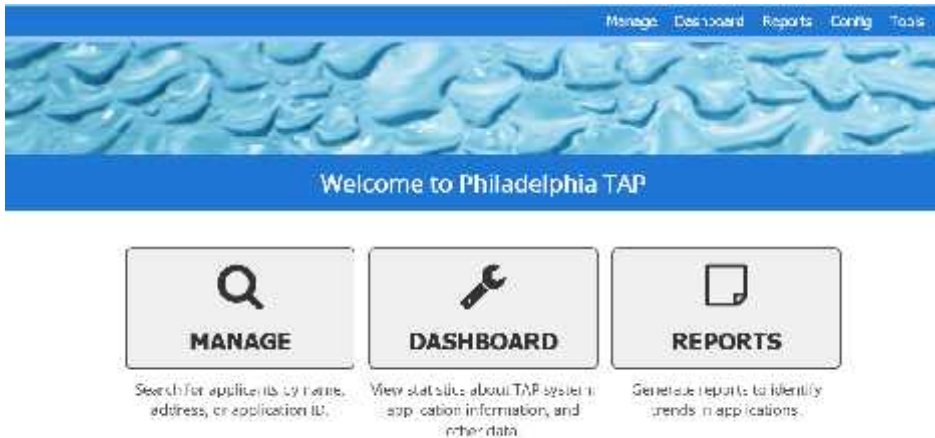 Manage Dashboard Reports Config Tools
Welcome to Philadelphia TAP
MANAGE
DASHBOARD
REPORTS
Search for applicants by name,
address, or application ID.
View statistics about TAP system,
application information, and
other data
Generate reports to identify
trends in applications